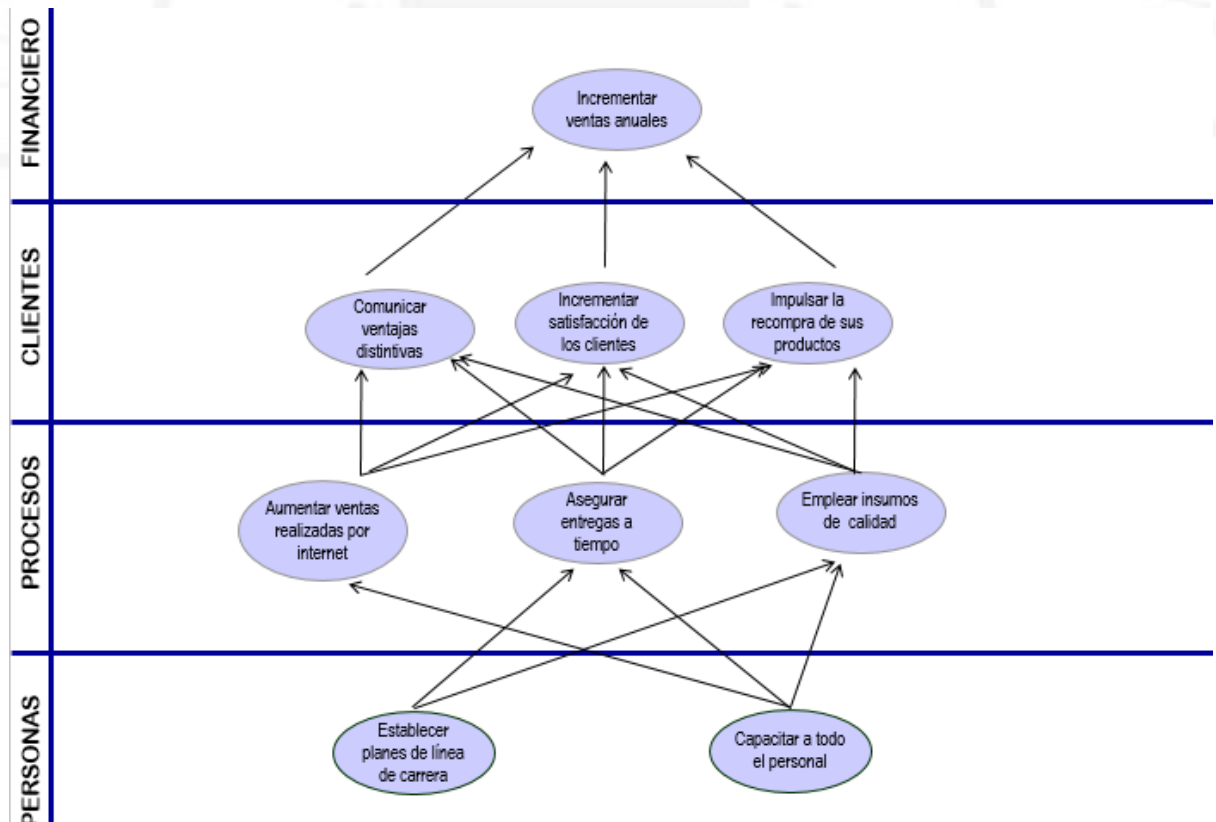 FINANCIERO
Incrementar
ventas anuales
CLIENTES
Comunicar
ventajas
distintivas
Incrementar
satisfacción de
los clientes
Impulsar la
recompra de sus
productos
PROCESOS
Aumentar ventas
realizadas por
internet
Asegurar
entregas a
tiempo
Emplear insumos
de calidad
PERSONAS
Establecer
planes de línea
de carrera
Capacitar a todo
el personal